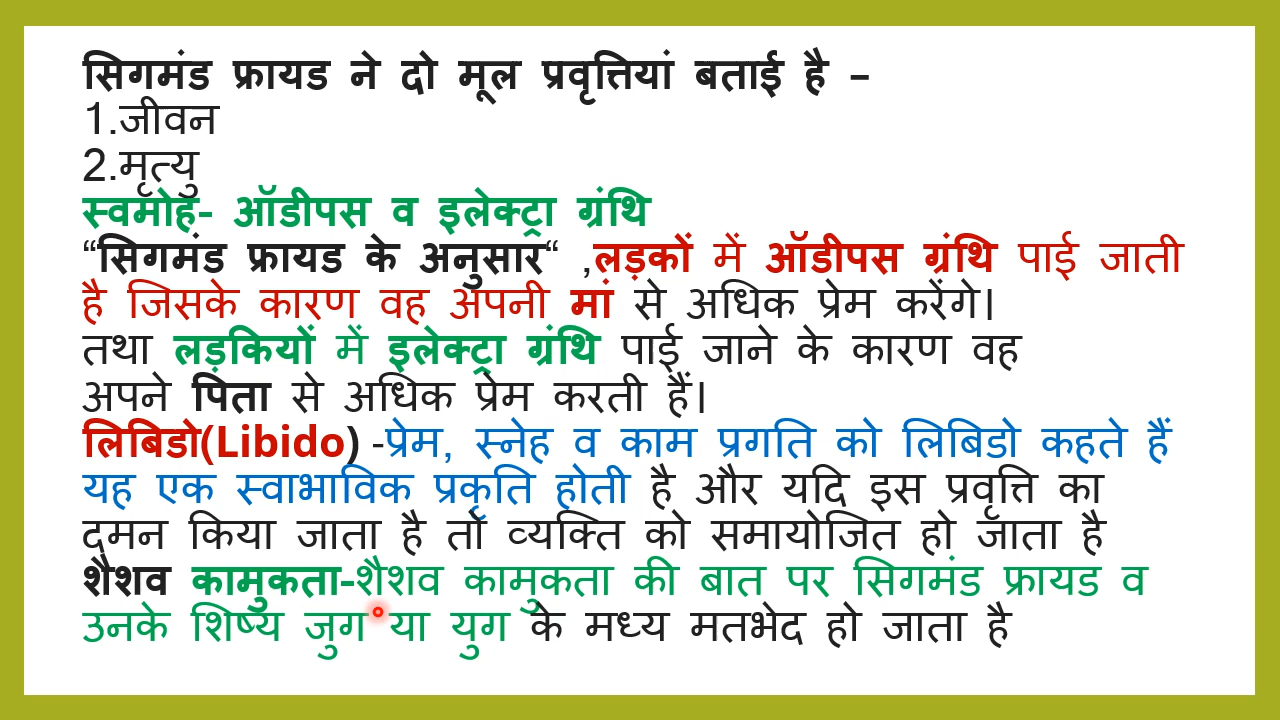 सिगमंड फ्रायड ने दो मूल प्रवृत्तियां बताई है –
1.जीवन
2.मृत्यु
स्वमोह- ऑडीपस व इलेक्ट्रा ग्रंथि
“सिगमंड फ्रायड के अनुसार“ ,लड़कों में ऑडीपस ग्रंथि पाई जाती
है जिसके कारण वह अपनी मां से अधिक प्रेम करेंगे।
तथा लड़कियों में इलेक्ट्रा ग्रंथि पाई जाने के कारण वह
अपने पिता से अधिक प्रेम करती हैं।
लिबिडो(Libido) -प्रेम, स्नेह व काम प्रगति को लिबिडो कहते हैं
यह एक स्वाभाविक प्रकृति होती है और यदि इस प्रवृत्ति का
दमन किया जाता है तो व्यक्ति को समायोजित हो जाता है
शैशव कामुकता-शैशव कामुकता की बात पर सिगमंड फ्रायड व
उनके शिष्य जुग या युग के मध्य मतभेद हो जाता है